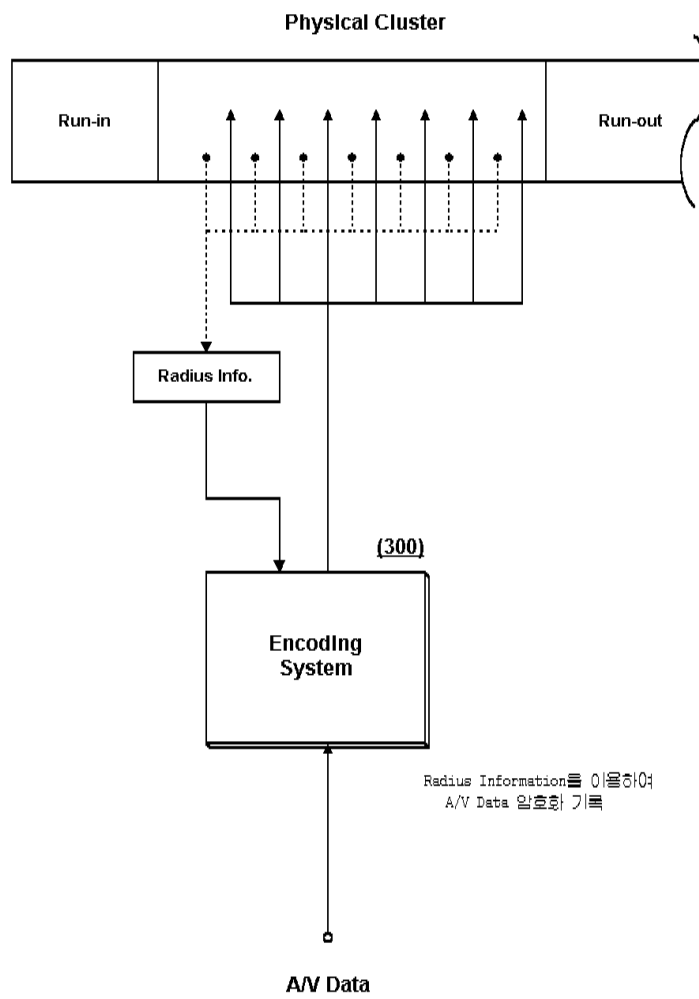 Physical Cluster
Run-in
Run-out
Radius Info.
(300)
Encoding
System
Radius Information를 이용하여
A/V Data 암호화 기록
A/V Data